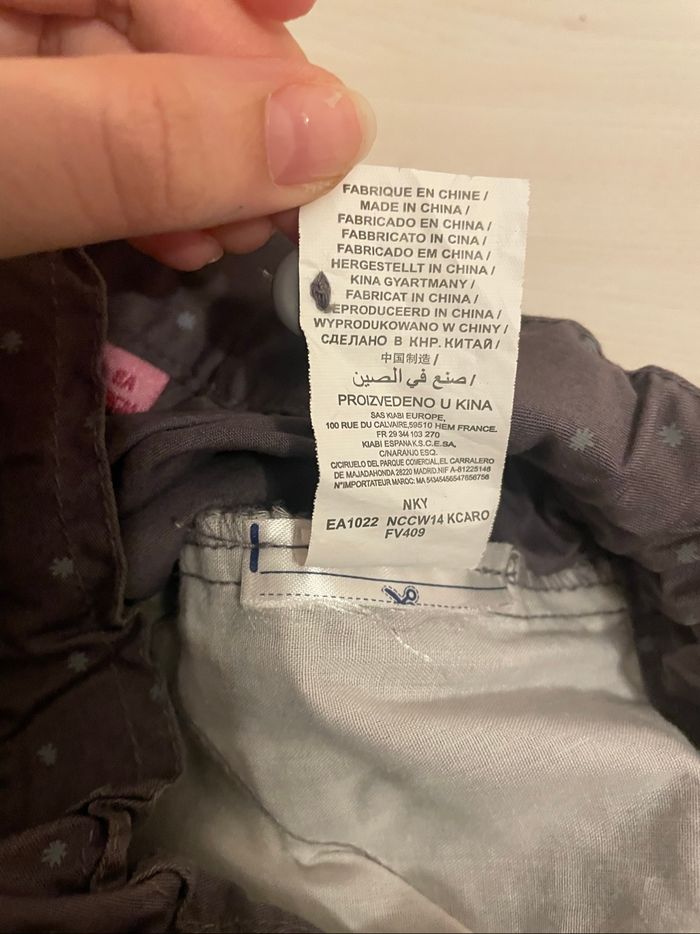 FABRIQUE EN CHINE /
MADE IN CHINA /
FABRICADO EN CHINA /
FABBRICATO IN CINA /
FABRICADO EM CHINA /
HERGESTELLT IN CHINA /
KINA GYARTMANY /
FABRICAT IN CHINA /
EPRODUCEERD IN CHINA /
WYPRODUKOWANO W CHINY /
СДЕЛАНО В КНР. КИТАЙ /
中国制造 /
صنع في الصين /
PROIZVEDENO U KINA
SAS KIABI EUROPE,
100 RUE DU CALVAIRE,59510 HEM FRANCE.
FR 29 344 103 270
KIABI ESPANA K.S.C.E.SA,
C/NARANJO ESQ.
C/CIRUELO DEL PARQUE COMERCIAL,EL CARRALERO
DE MAJADAHONDA 28220 MADRID.NIF A-81225148
N°IMPORTATEUR MAROC: MA
NKY
EA1022 NCCW14 KCARO
FV409
8A